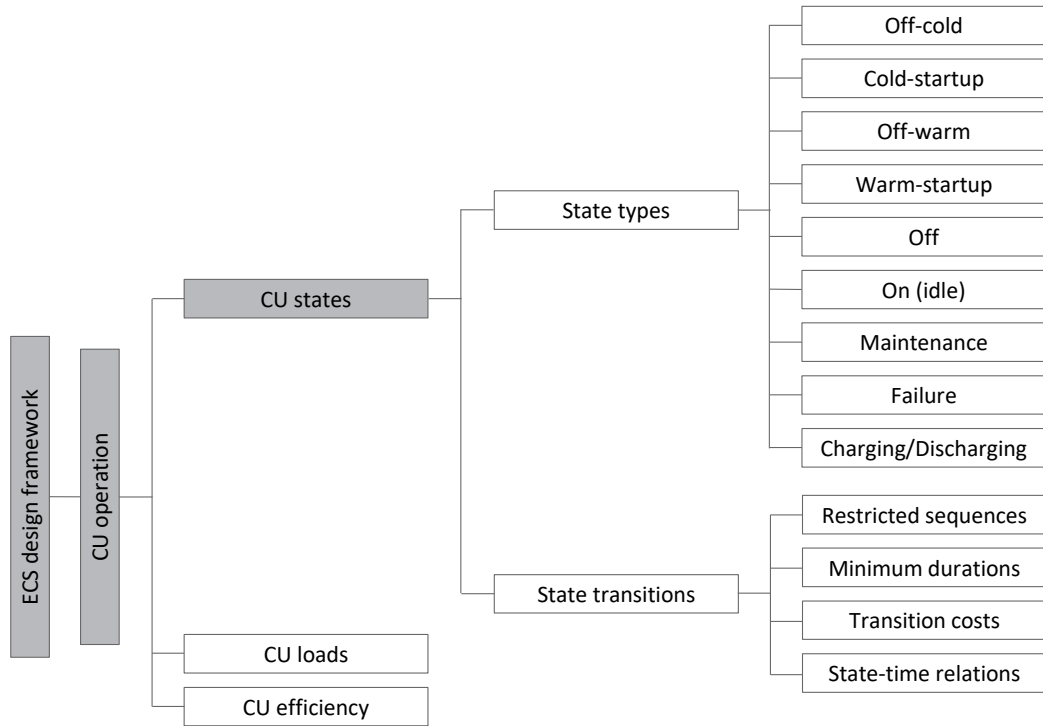 ECS design framework
CU operation
CU states
State types
Off-cold
Cold-startup
Off-warm
Warm-startup
Off
On (idle)
Maintenance
Failure
Charging/Discharging
State transitions
Restricted sequences
Minimum durations
Transition costs
State-time relations
CU loads
CU efficiency